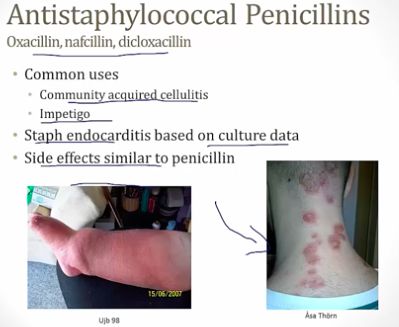 Antistaphylococcal Penicillins
Oxacillin, nafcillin, dicloxacillin
• Common uses
• Community acquired cellulitis
• Impetigo
• Staph endocarditis based on culture data
• Side effects similar to penicillin
15/06/2007
Ujb 98
Åsa Thörn